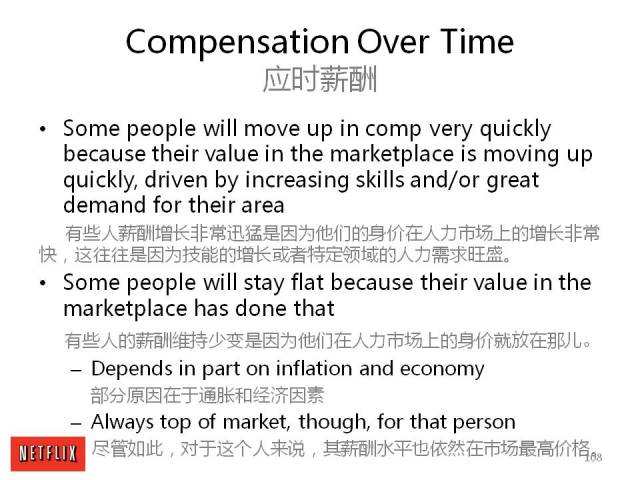 Compensation Over Time
应时薪酬
• Some people will move up in comp very quickly
because their value in the marketplace is moving up
quickly, driven by increasing skills and/or great
demand for their area
有些人薪酬增长非常迅猛是因为他们的身价在人力市场上的增长非常
快，这往往是因为技能的增长或者特定领域的人力需求旺盛。
• Some people will stay flat because their value in the
marketplace has done that
有些人的薪酬维持少变是因为他们在人力市场上的身价就放在那儿。
– Depends in part on inflation and economy
部分原因在于通胀和经济因素
– Always top of market, though, for that person
尽管如此，对于这个人来说，其薪酬水平也依然在市场最高价格。
NETFLIX
108